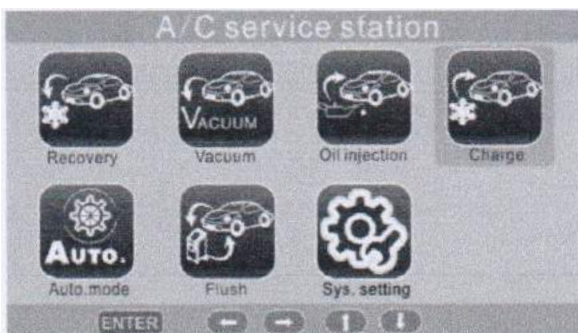 A/C service station
VACUUM
Recovery Vacuum Oil injection Charge
AUTO.
Auto.mode Flush Sys. setting
ENTER ← → ↑ ↓